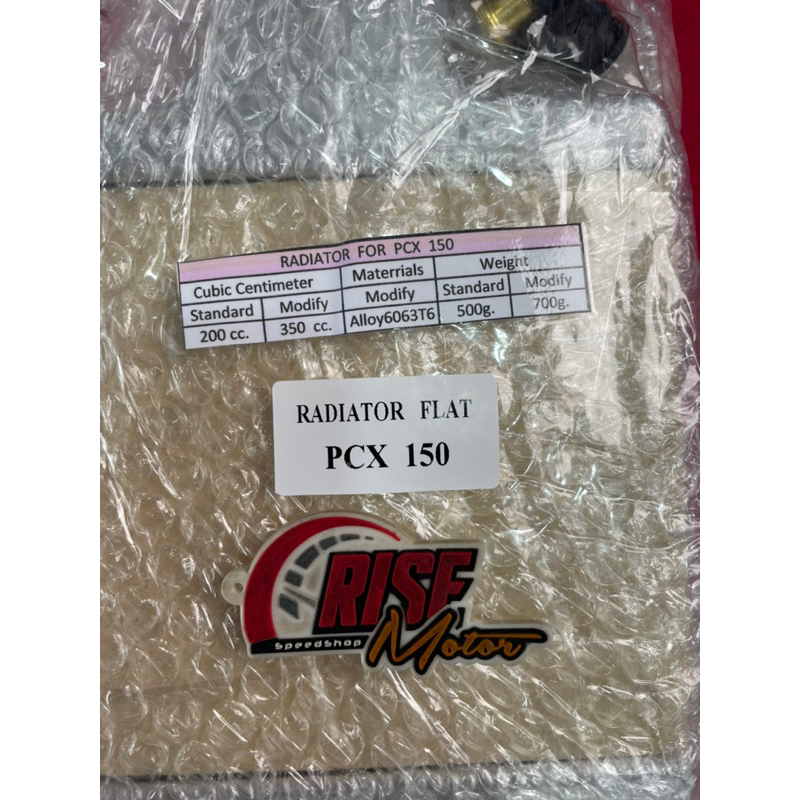 RADIATOR FOR PCX 150
Cubic Centimeter Materrials Weight
Standard Modify Modify Standard Modify
200 cc. 350 cc. Alloy6063T6 500g. 700g.
RADIATOR FLAT
PCX 150
RISE
SpeedShop Motor